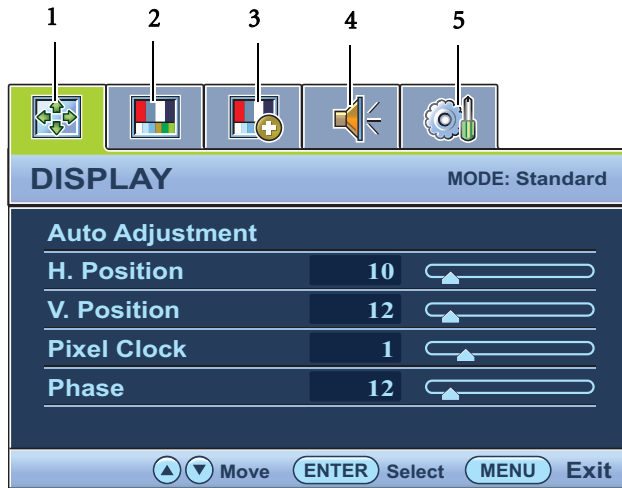 1 2 3 4 5
DISPLAY MODE: Standard
Auto Adjustment
H. Position 10
V. Position 12
Pixel Clock 1
Phase 12
Move ENTER Select MENU Exit